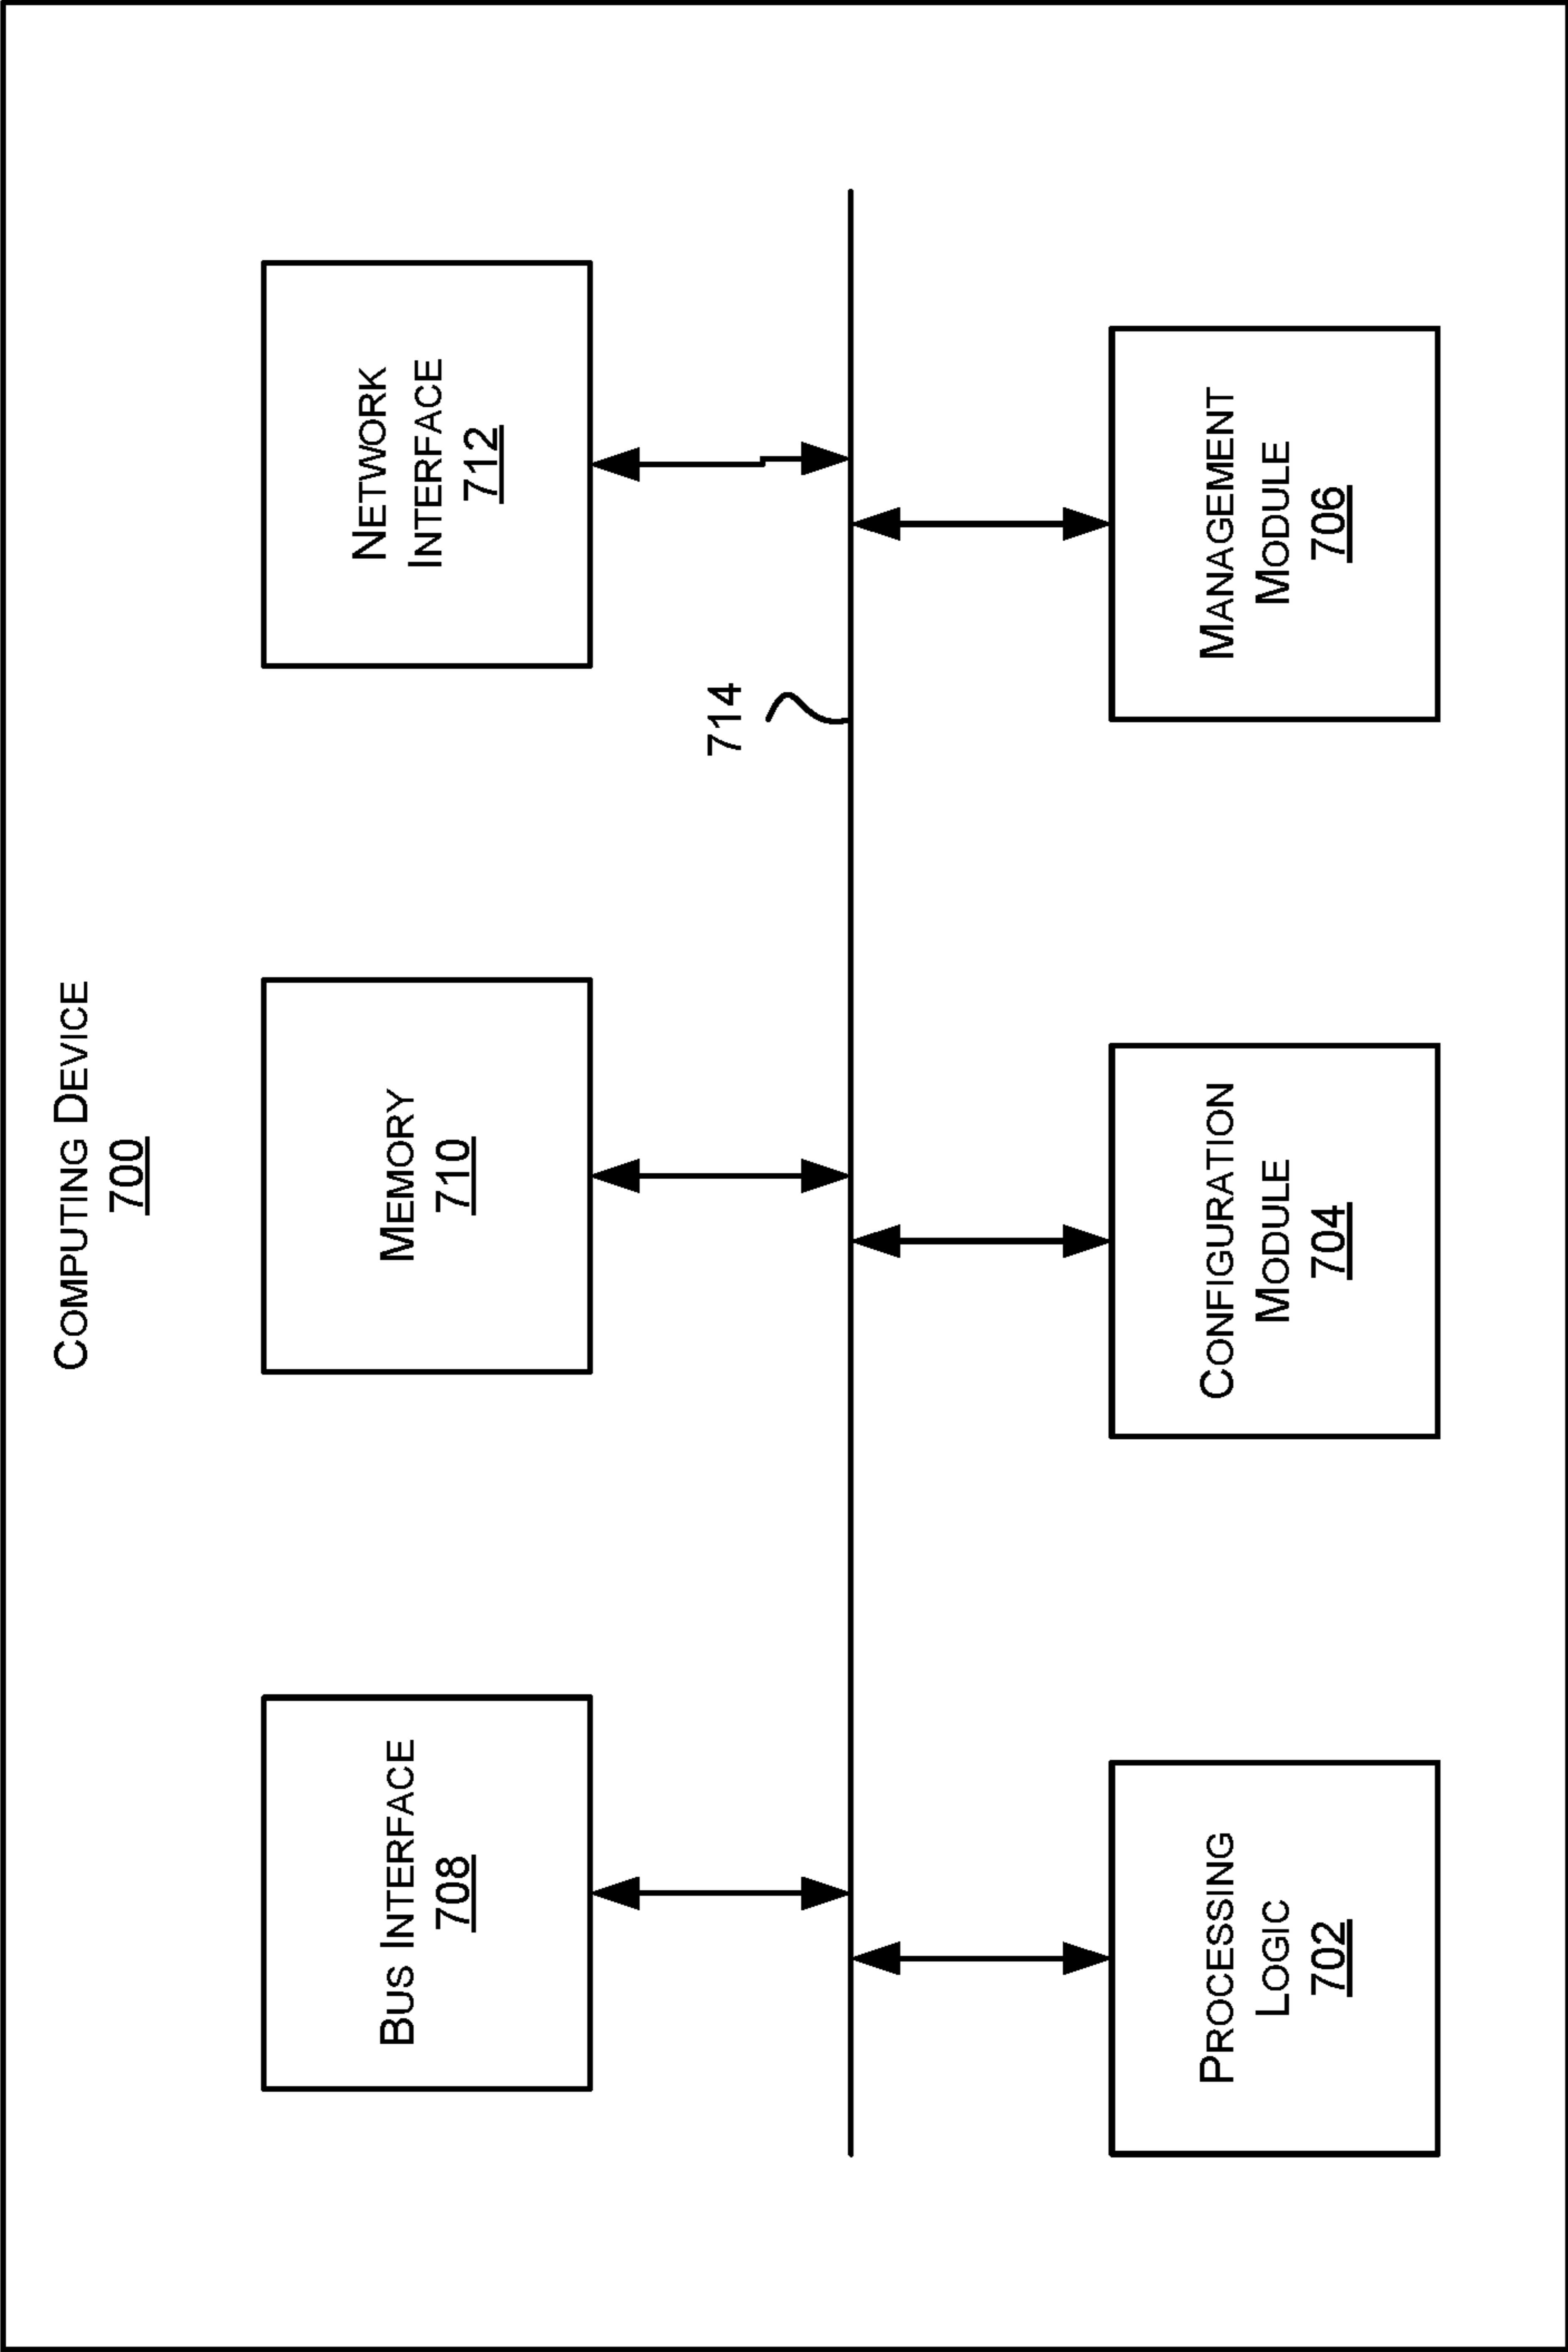 COMPUTING DEVICE
700
BUS INTERFACE
708
MEMORY
710
NETWORK
INTERFACE
712
714
PROCESSING
LOGIC
702
CONFIGURATION
MODULE
704
MANAGEMENT
MODULE
706